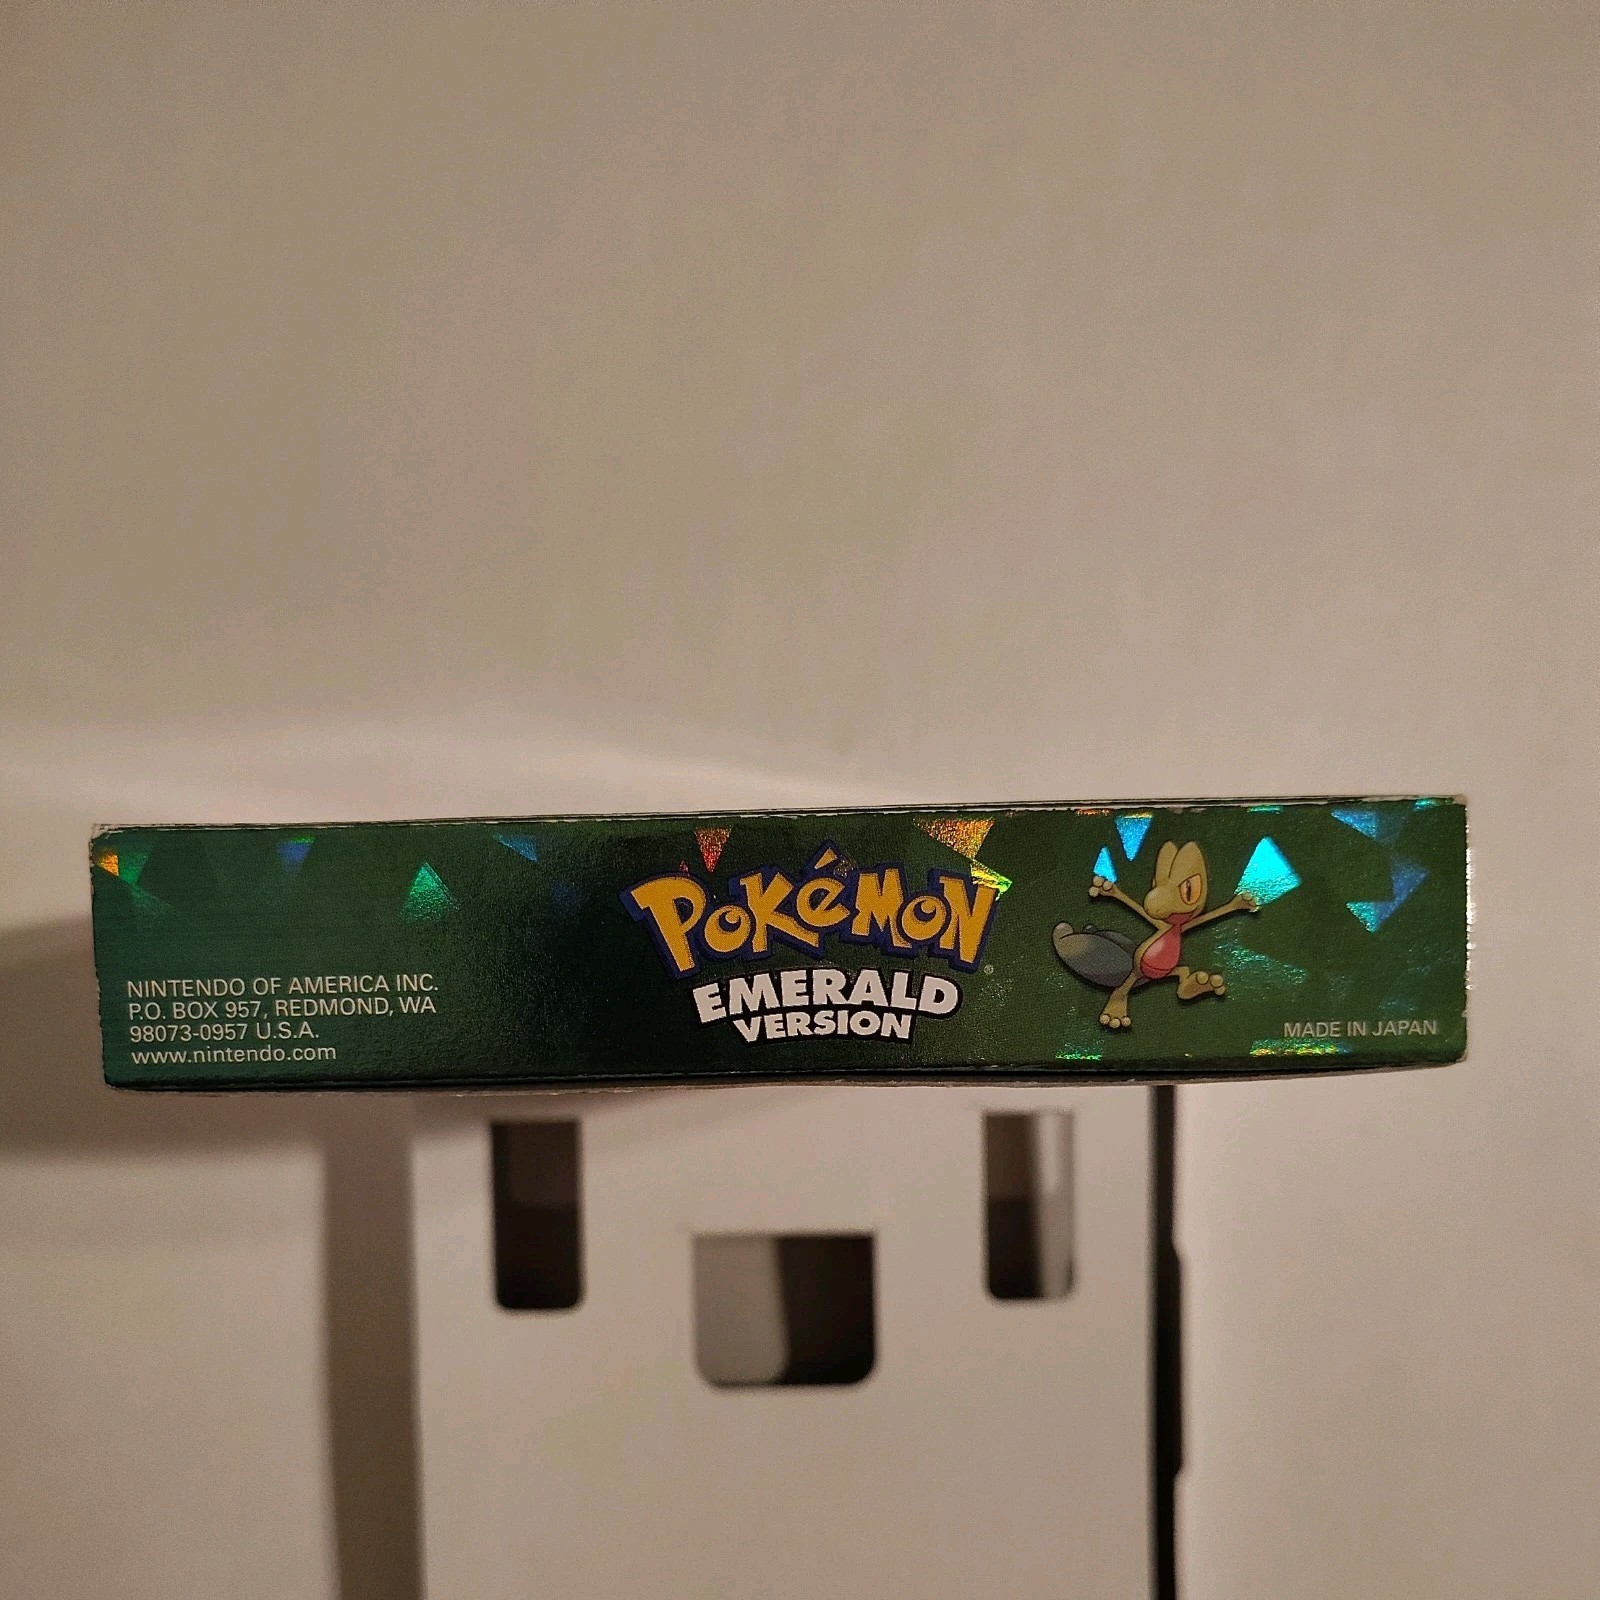 NINTENDO OF AMERICA INC.
P.O. BOX 957, REDMOND, WA
98073-0957 U.S.A.
www.nintendo.com
POKéMON
EMERALD
VERSION
MADE IN JAPAN